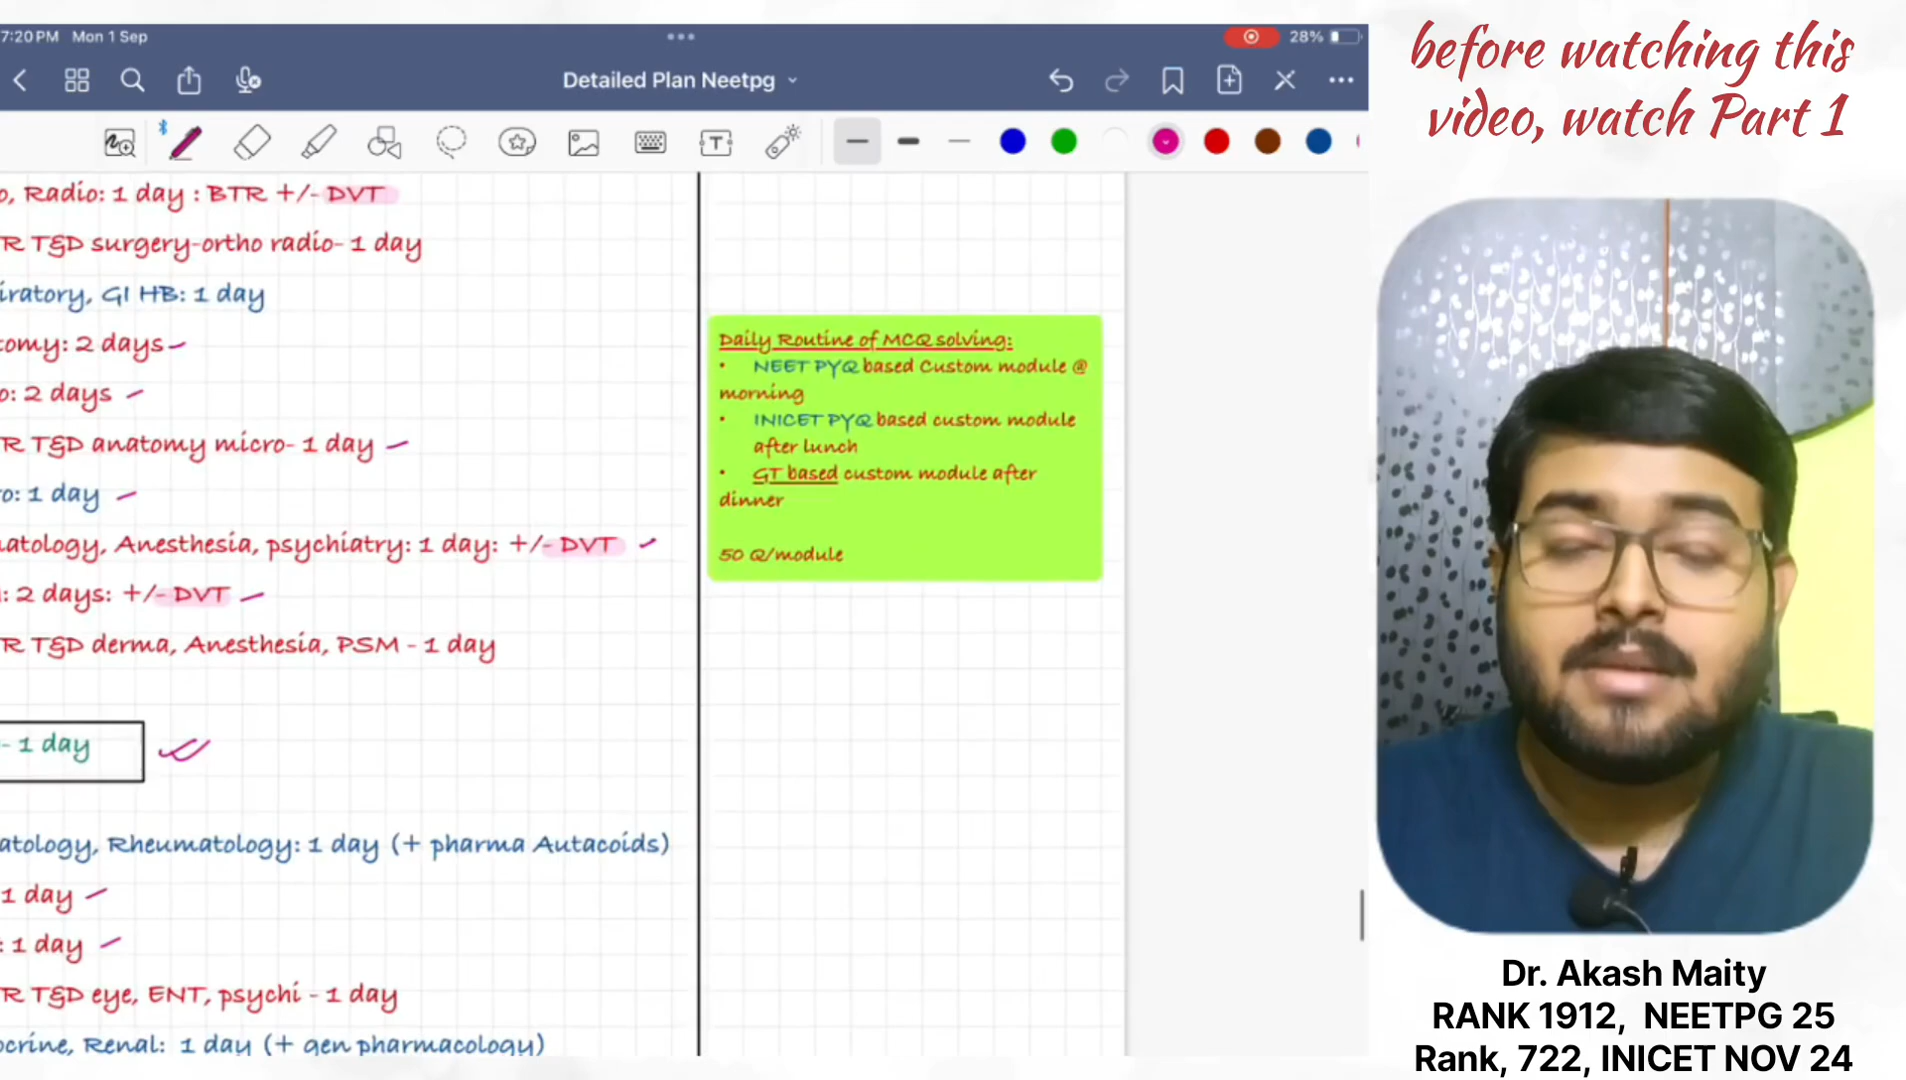 before watching this
video, watch Part 1
7:20 PM Mon 1 Sep
28%
Detailed Plan Neetpg
Radio: 1 day : BTR +/- DVT
T&D surgery-ortho radio- 1 day
GI HB: 1 day
2 days
2 days
T&D anatomy micro- 1 day
1 day
Anesthesia, psychiatry: 1 day: +/- DVT
: 2 days: +/- DVT
T&D derma, Anesthesia, PSM - 1 day
- 1 day
Rheumatology: 1 day (+ pharma Autacoids)
1 day
: 1 day
T&D eye, ENT, psychi - 1 day
Renal: 1 day (+ gen pharmacology)
Daily Routine of MCQ solving:
• NEET PYQ based Custom module @
morning
• INICET PYQ based custom module
after lunch
• GT based custom module after
dinner
50 Q/module
Dr. Akash Maity
RANK 1912, NEETPG 25
Rank, 722, INICET NOV 24